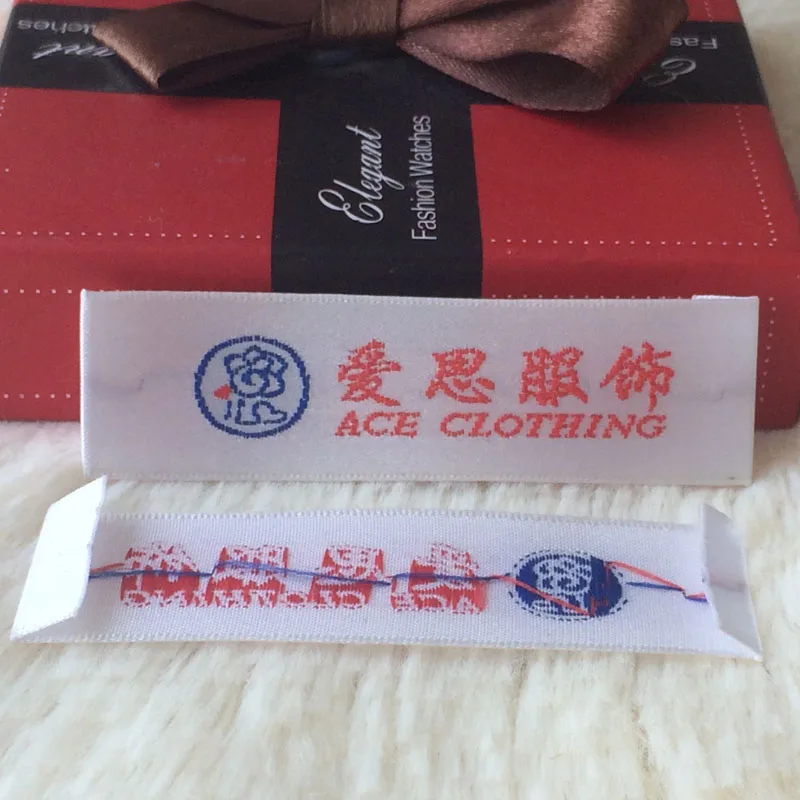 Elegant
Fashion Watches
爱思服饰
ACE CLOTHING